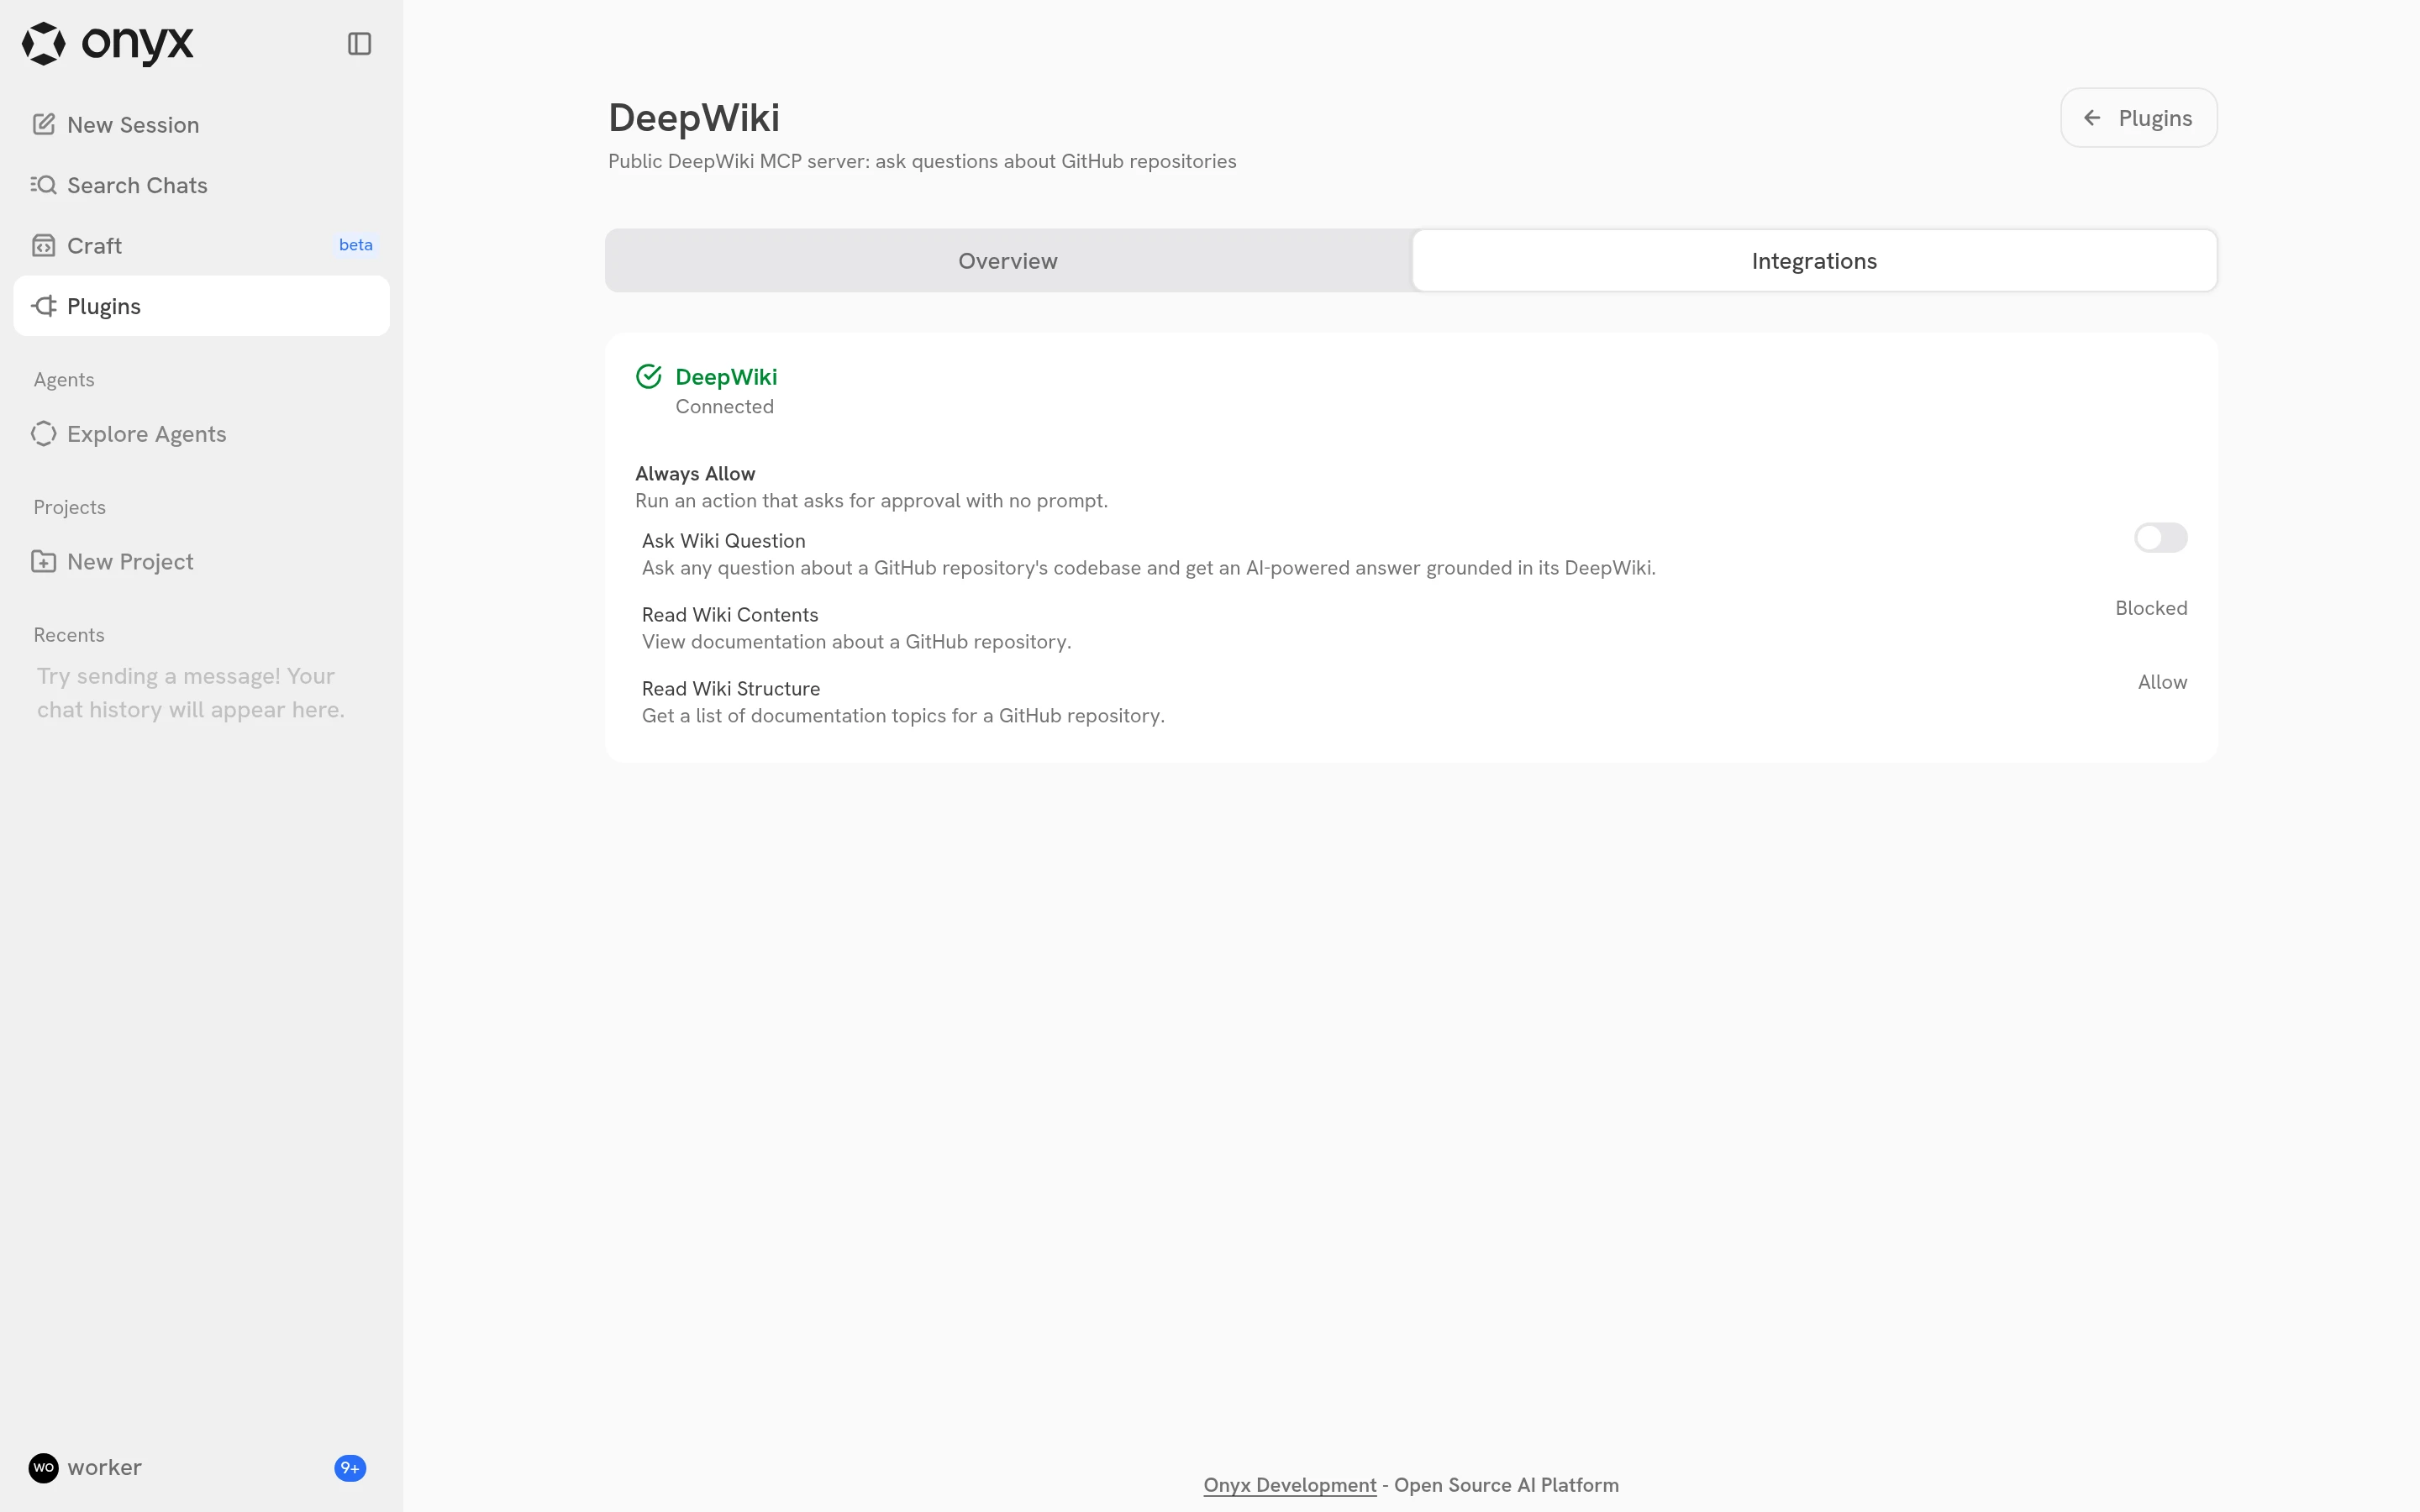 onyx
New Session
Search Chats
Craft
beta
Plugins
Agents
Explore Agents
Projects
New Project
Recents
Try sending a message! Your
chat history will appear here.
WO
worker
9+
DeepWiki
Public DeepWiki MCP server: ask questions about GitHub repositories
Plugins
Overview
Integrations
DeepWiki
Connected
Always Allow
Run an action that asks for approval with no prompt.
Ask Wiki Question
Ask any question about a GitHub repository's codebase and get an AI-powered answer grounded in its DeepWiki.
Read Wiki Contents
Blocked
View documentation about a GitHub repository.
Read Wiki Structure
Allow
Get a list of documentation topics for a GitHub repository.
Onyx Development - Open Source AI Platform